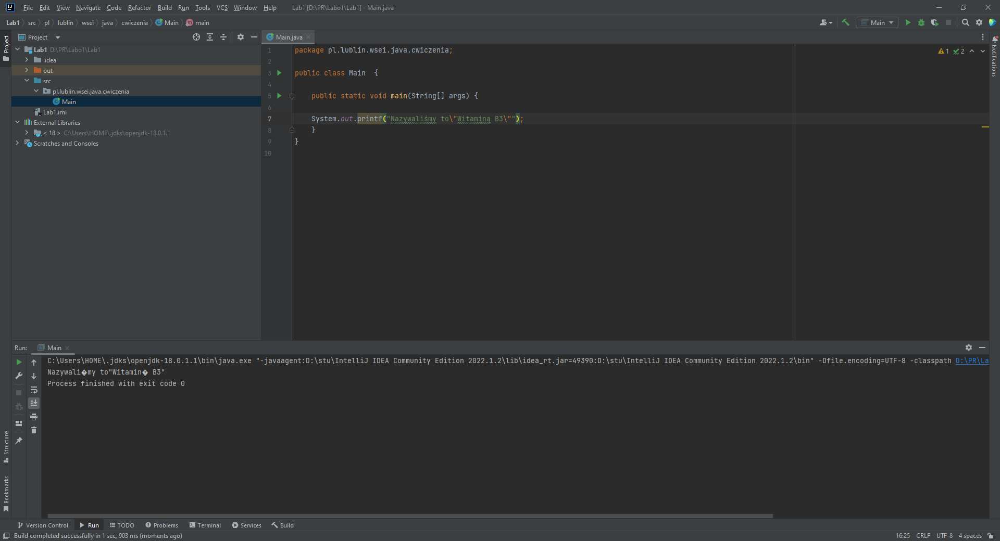 File Edit View Navigate Code Refactor Build Run Tools VCS Window Help Lab1 [D:\PR\Labo1\Lab1] - Main.java
Lab1 src pl lublin wsei java cwiczenia Main main
Main
Project
Main.java
Project
Lab1 D:\PR\Labo1\Lab1
.idea
out
src
pl.lublin.wsei.java.cwiczenia
Main
Lab1.iml
External Libraries
< 18 > C:\Users\HOME\.jdks\openjdk-18.0.1.1
Scratches and Consoles
1 package pl.lublin.wsei.java.cwiczenia;
2
3 public class Main  {
4
5 public static void main(String[] args) {
6
7 System.out.printf("Nazywaliśmy to\"Witaminą B3\"");
8 }
9 }
10
1 2
Notifications
Run: Main
C:\Users\HOME\.jdks\openjdk-18.0.1.1\bin\java.exe "-javaagent:D:\stu\IntelliJ IDEA Community Edition 2022.1.2\lib\idea_rt.jar=49390:D:\stu\IntelliJ IDEA Community Edition 2022.1.2\bin" -Dfile.encoding=UTF-8 -classpath D:\PR\La
Nazywali�my to"Witamin� B3"
Process finished with exit code 0
Structure
Bookmarks
Version Control Run TODO Problems Terminal Services Build
Build completed successfully in 1 sec, 903 ms (moments ago) 16:25 CRLF UTF-8 4 spaces